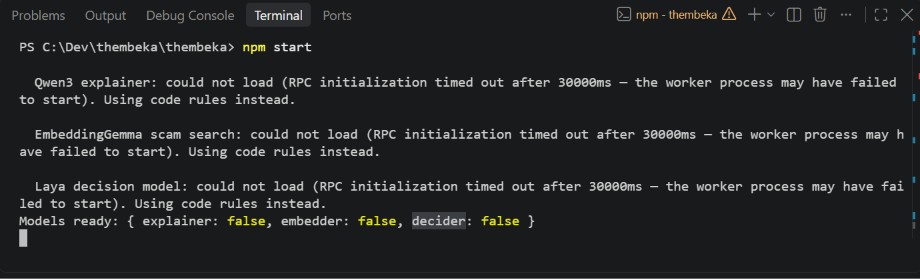 Problems Output Debug Console Terminal Ports npm - thembeka
PS C:\Dev\thembeka\thembeka> npm start
Qwen3 explainer: could not load (RPC initialization timed out after 30000ms — the worker process may have failed
to start). Using code rules instead.
EmbeddingGemma scam search: could not load (RPC initialization timed out after 30000ms — the worker process may h
ave failed to start). Using code rules instead.
Laya decision model: could not load (RPC initialization timed out after 30000ms — the worker process may have fai
led to start). Using code rules instead.
Models ready: { explainer: false, embedder: false, decider: false }